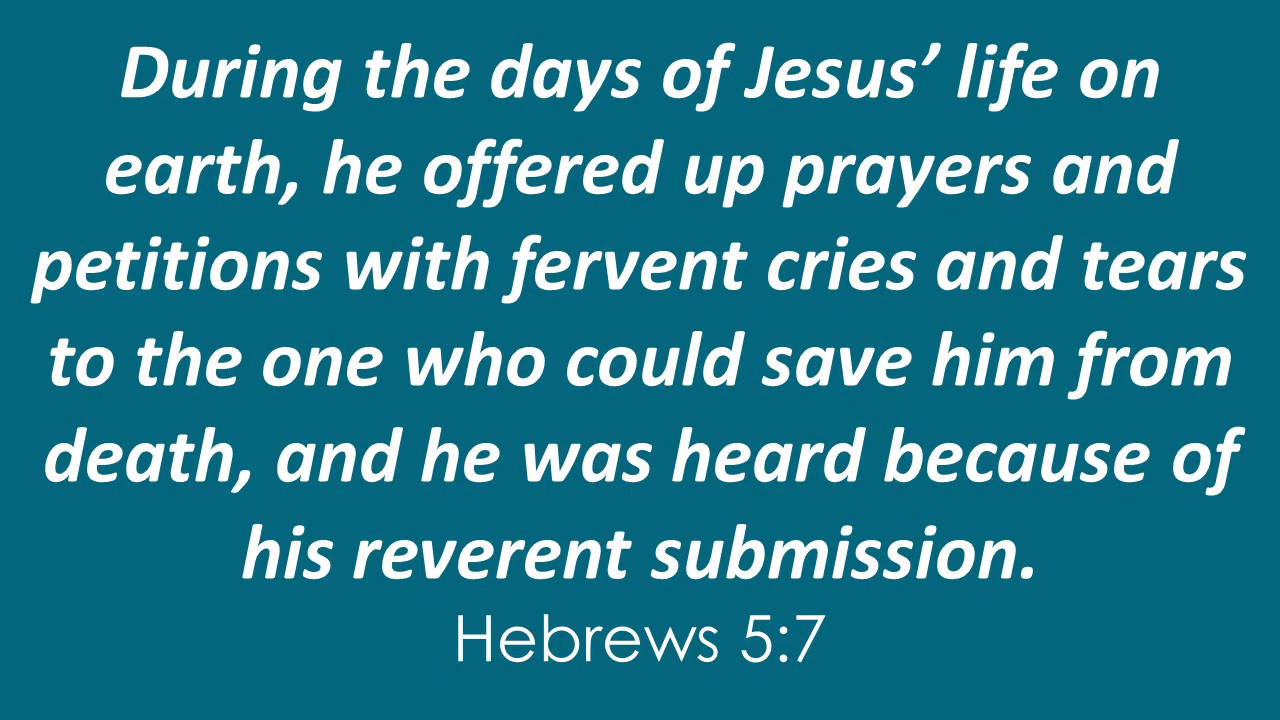 During the days of Jesus’ life on
earth, he offered up prayers and
petitions with fervent cries and tears
to the one who could save him from
death, and he was heard because of
his reverent submission.
Hebrews 5:7